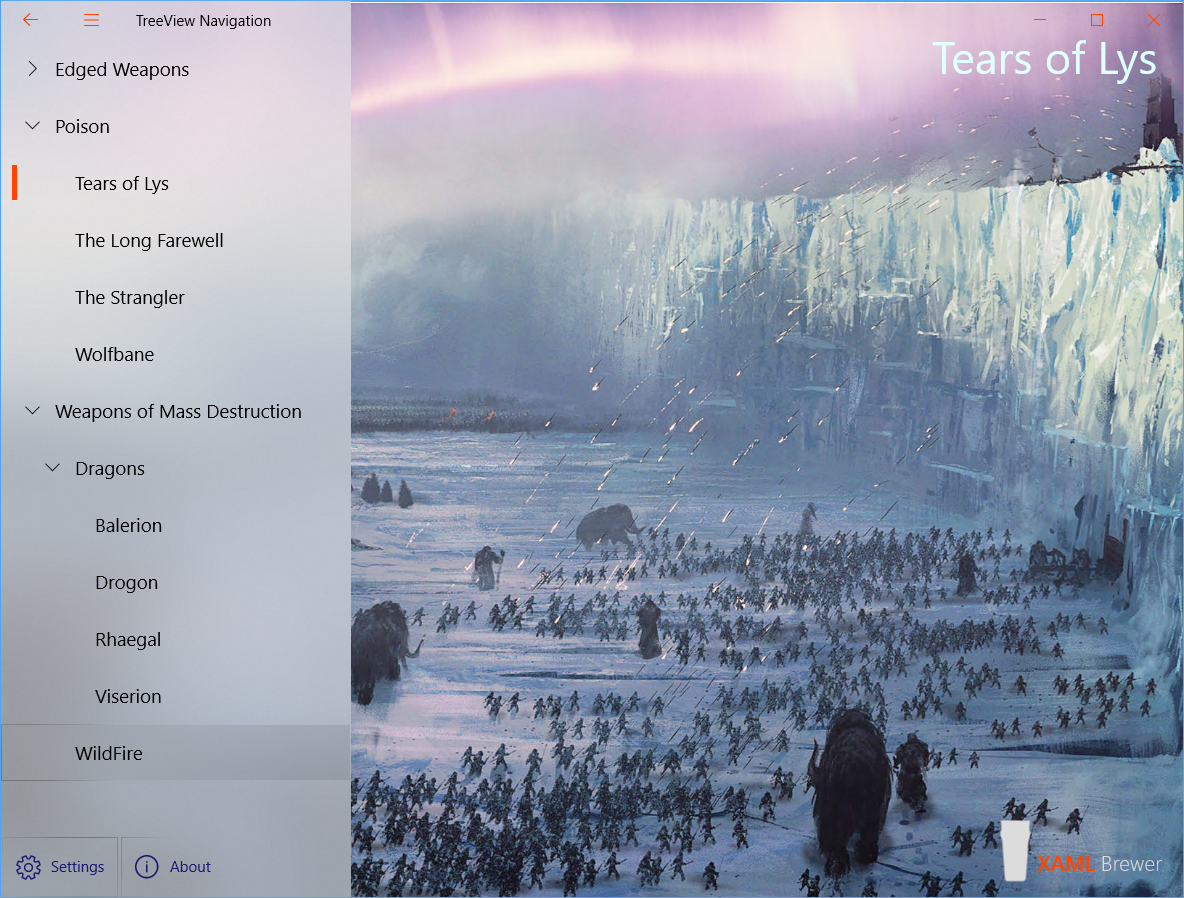 TreeView Navigation
Edged Weapons
Poison
Tears of Lys
The Long Farewell
The Strangler
Wolfbane
Weapons of Mass Destruction
Dragons
Balerion
Drogon
Rhaegal
Viserion
WildFire
Settings
About
Tears of Lys
XAML Brewer